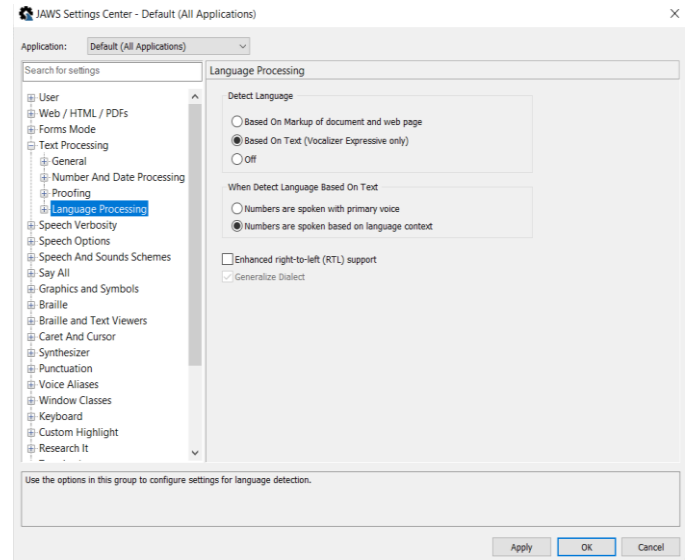 JAWS Settings Center - Default (All Applications)
Application: Default (All Applications)
Search for settings
User
Web / HTML / PDFs
Forms Mode
Text Processing
General
Number And Date Processing
Proofing
Language Processing
Speech Verbosity
Speech Options
Speech And Sounds Schemes
Say All
Graphics and Symbols
Braille
Braille and Text Viewers
Caret And Cursor
Synthesizer
Punctuation
Voice Aliases
Window Classes
Keyboard
Custom Highlight
Research It
Language Processing
Detect Language
Based On Markup of document and web page
Based On Text (Vocalizer Expressive only)
Off
When Detect Language Based On Text
Numbers are spoken with primary voice
Numbers are spoken based on language context
Enhanced right-to-left (RTL) support
Generalize Dialect
Use the options in this group to configure settings for language detection.
Apply OK Cancel